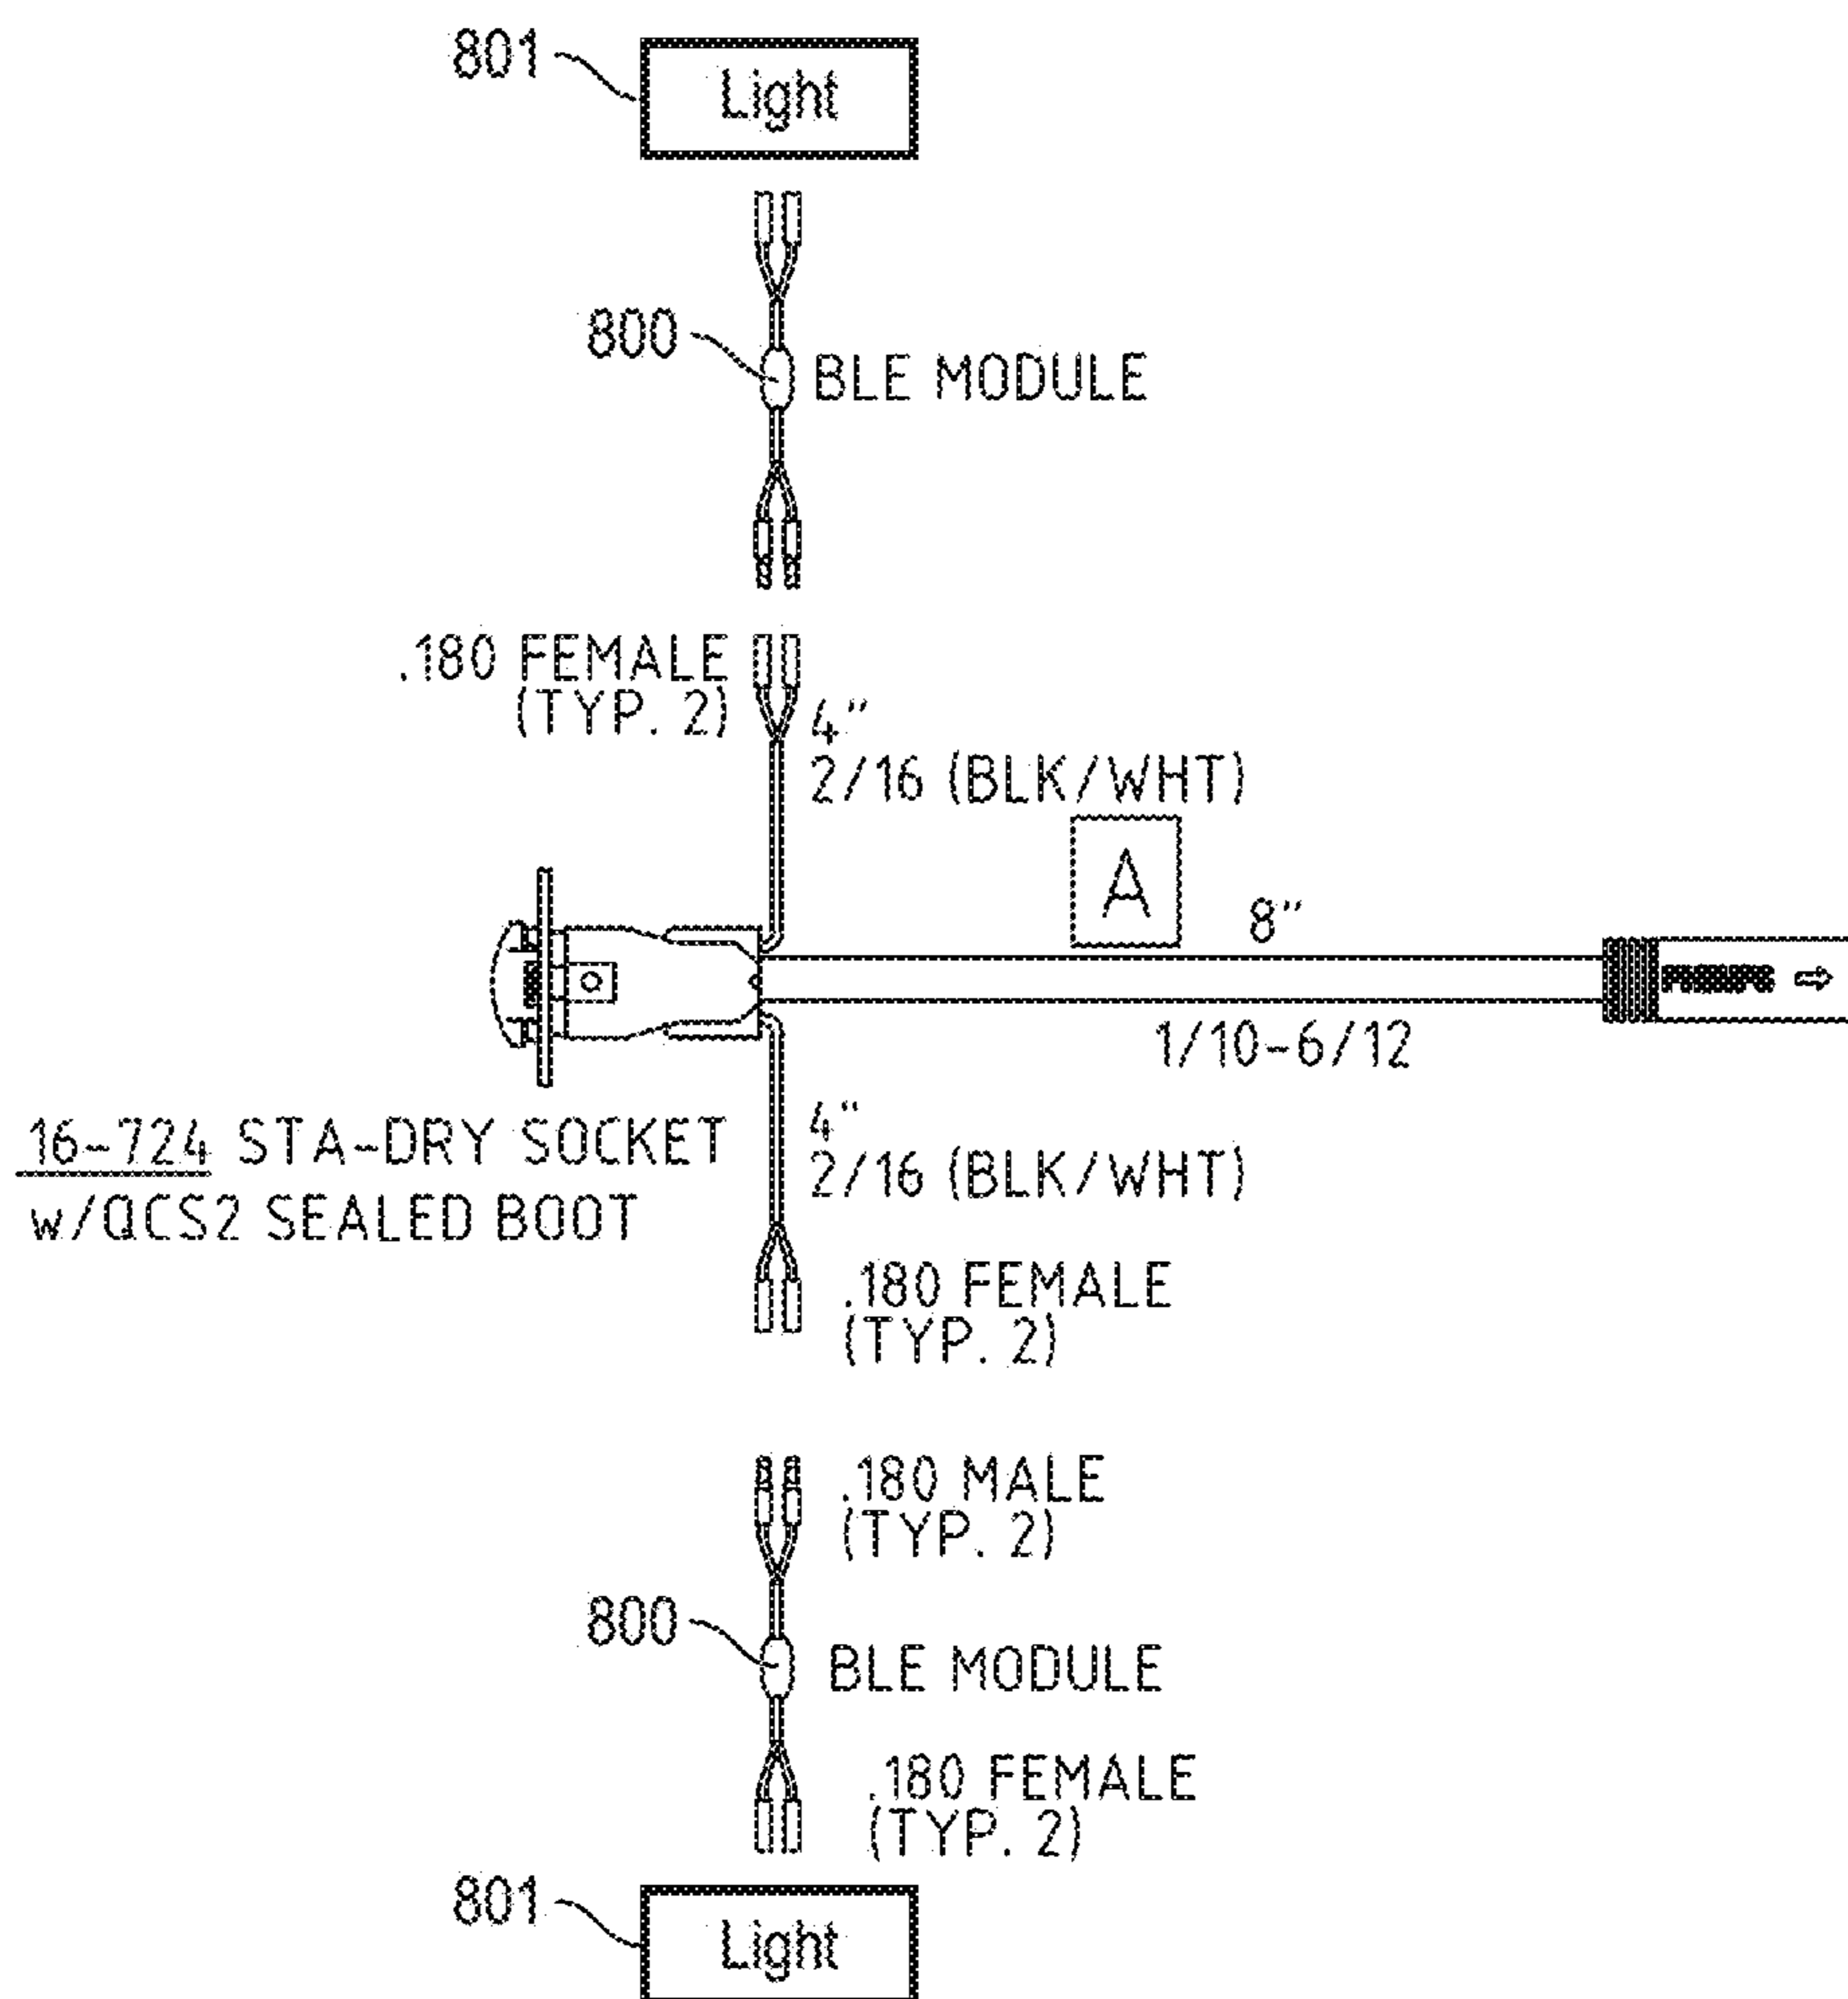 801
Light
800
BLE MODULE
.180 FEMALE
(TYP. 2)
4"
2/16 (BLK/WHT)
A
8"
1/10-6/12
16-724 STA-DRY SOCKET
w/QCS2 SEALED BOOT
4"
2/16 (BLK/WHT)
.180 FEMALE
(TYP. 2)
.180 MALE
(TYP. 2)
800
BLE MODULE
.180 FEMALE
(TYP. 2)
801
Light